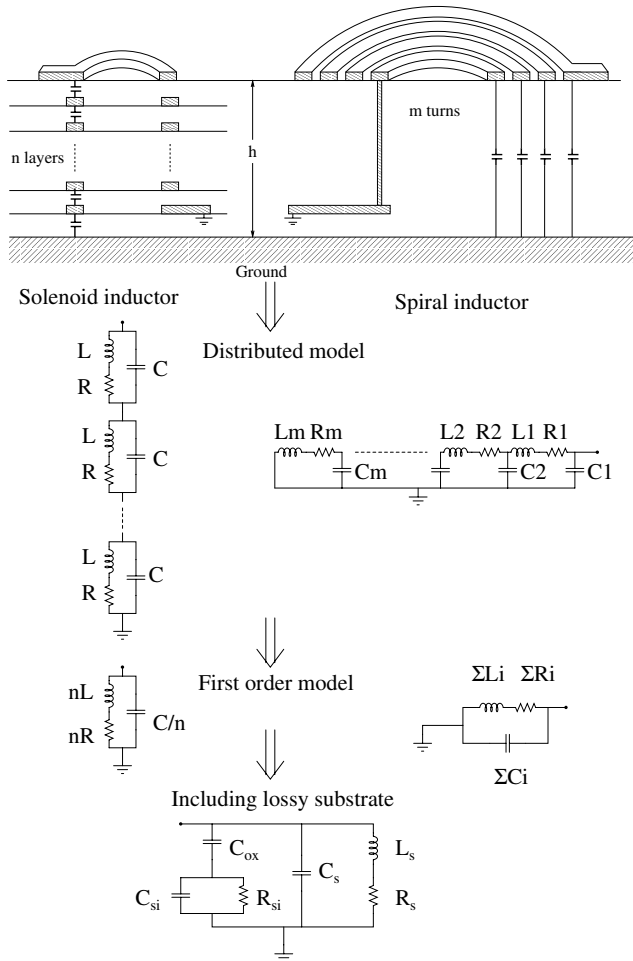 m turns
n layers
h
Ground
Solenoid inductor
Spiral inductor
Distributed model
L
C
R
L
C
R
Lm Rm
L2 R2 L1 R1
Cm
C2
C1
L
C
R
First order model
ΣLi ΣRi
nL
C/n
nR
ΣCi
Including lossy substrate
Cox
Cs
Ls
Csi
Rsi
Rs